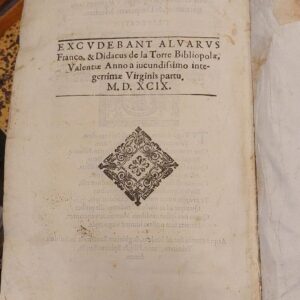 EXCVDEBANT ALVARVS
Franco, & Didacus de la Torre Bibliopolæ,
Valentiæ Anno a iucundissimo inte-
gerrimæ Virginis partu,
M. D. XCIX.